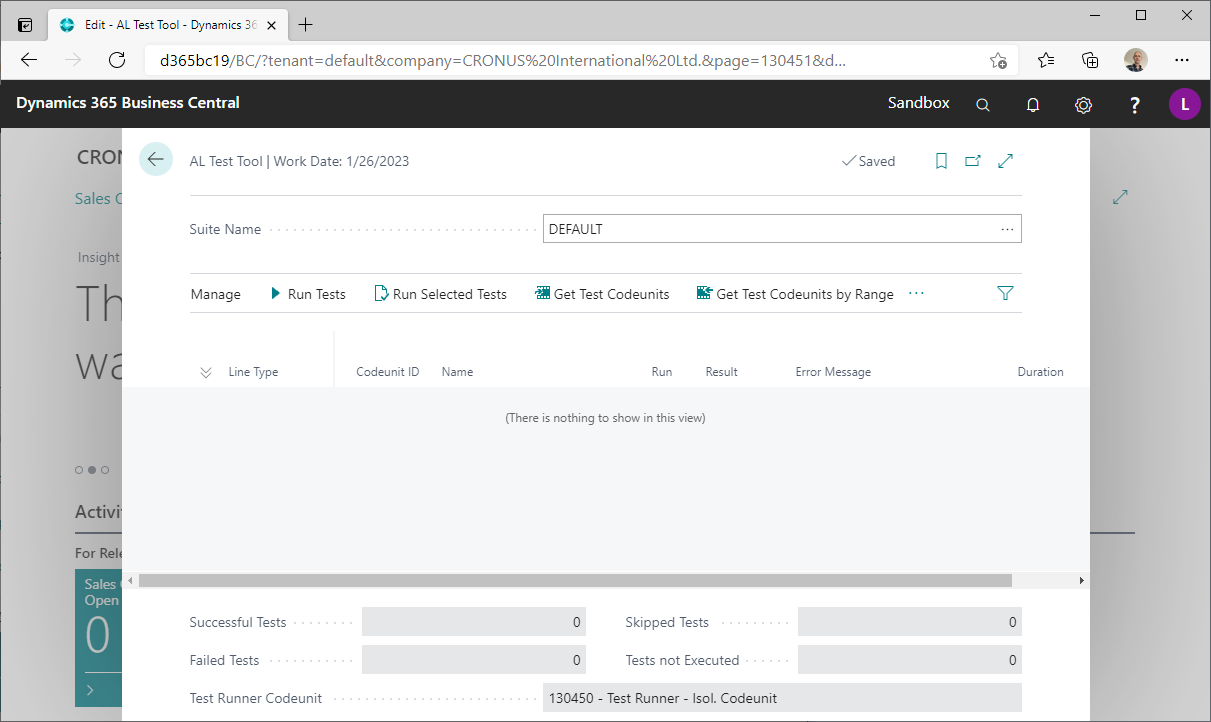 Edit - AL Test Tool - Dynamics 36
d365bc19/BC/?tenant=default&company=CRONUS%20International%20Ltd.&page=130451&d...
Dynamics 365 Business Central
Sandbox
?
L
CRON
AL Test Tool | Work Date: 1/26/2023
Saved
Sales O
Suite Name
DEFAULT
...
Insight
Th
wa
Manage
Run Tests
Run Selected Tests
Get Test Codeunits
Get Test Codeunits by Range
...
Line Type
Codeunit ID
Name
Run
Result
Error Message
Duration
(There is nothing to show in this view)
Activit
For Rele
Sales O
Open
0
Successful Tests
0
Skipped Tests
0
Failed Tests
0
Tests not Executed
0
Test Runner Codeunit
130450 - Test Runner - Isol. Codeunit